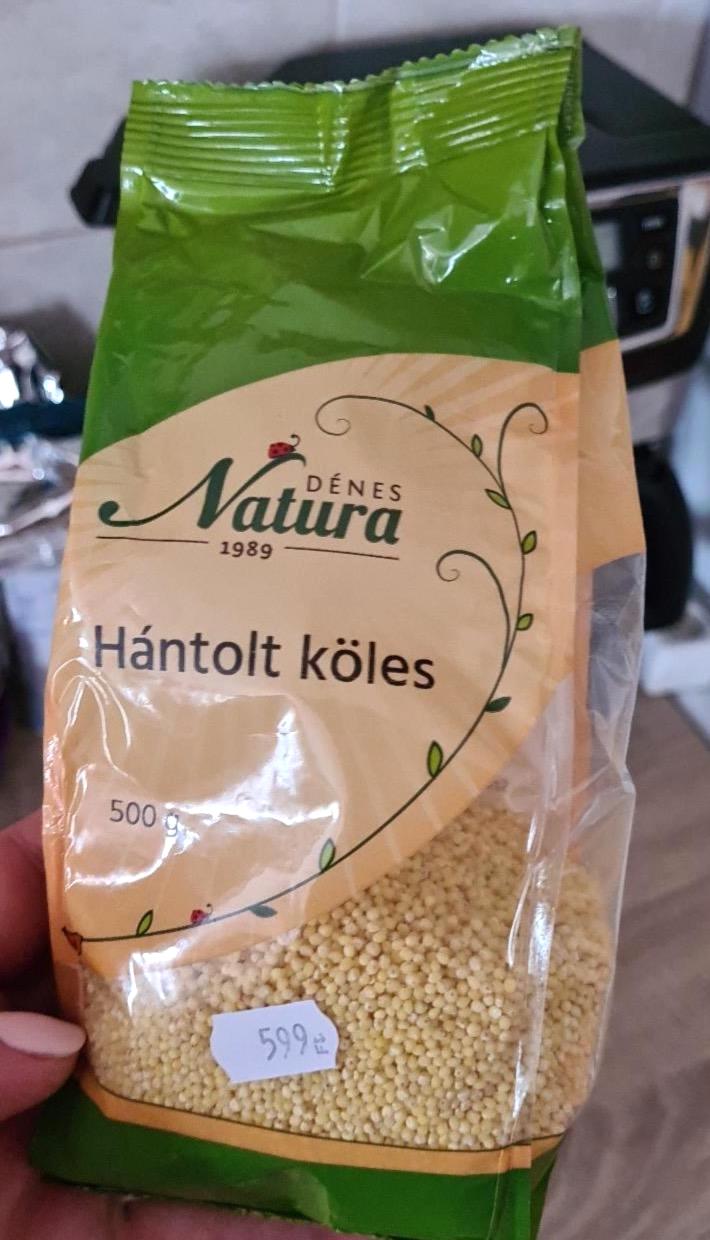 DÉNES
Natura
1989
Hántolt köles
500 g
599 Ft